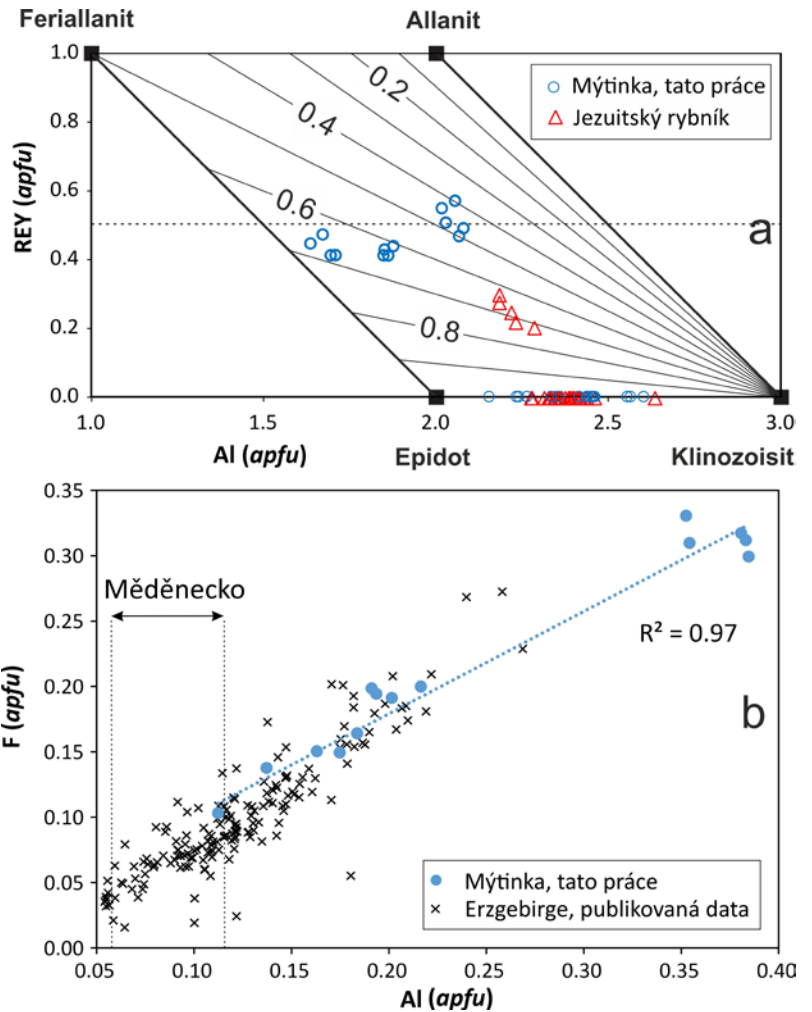 Feriallanit Allanit
1.0
0.8
0.6
0.4
0.2
0.0
REY (apfu)
0.2
0.4
0.6
0.8
Mýtinka, tato práce
Jezuitský rybník
a
1.0 1.5 2.0 2.5 3.0
Al (apfu) Epidot Klinozoisit
0.35
0.30
0.25
0.20
0.15
0.10
0.05
0.00
F (apfu)
Měděnecko
R² = 0.97
b
Mýtinka, tato práce
Erzgebirge, publikovaná data
0.05 0.10 0.15 0.20 0.25 0.30 0.35 0.40
Al (apfu)